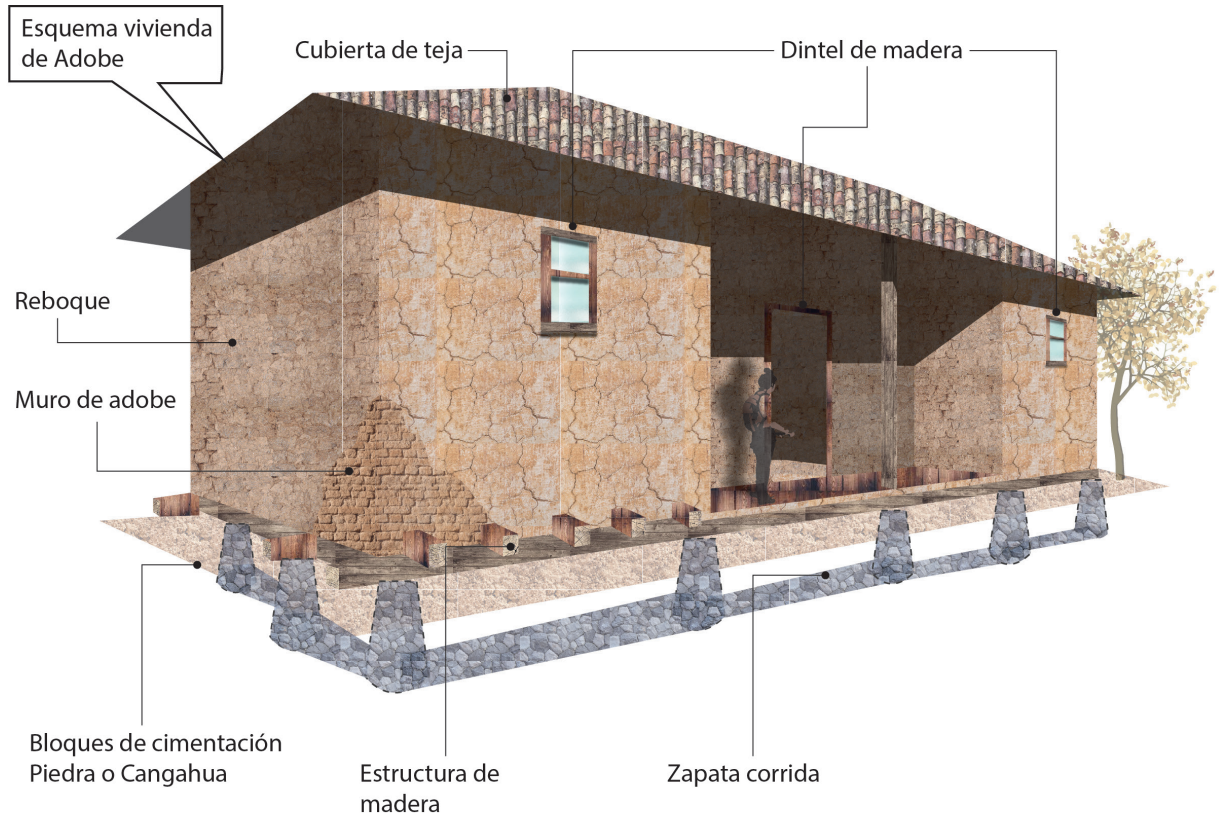 Esquema vivienda
de Adobe
Cubierta de teja
Dintel de madera
Reboque
Muro de adobe
Bloques de cimentación
Piedra o Cangahua
Estructura de
madera
Zapata corrida